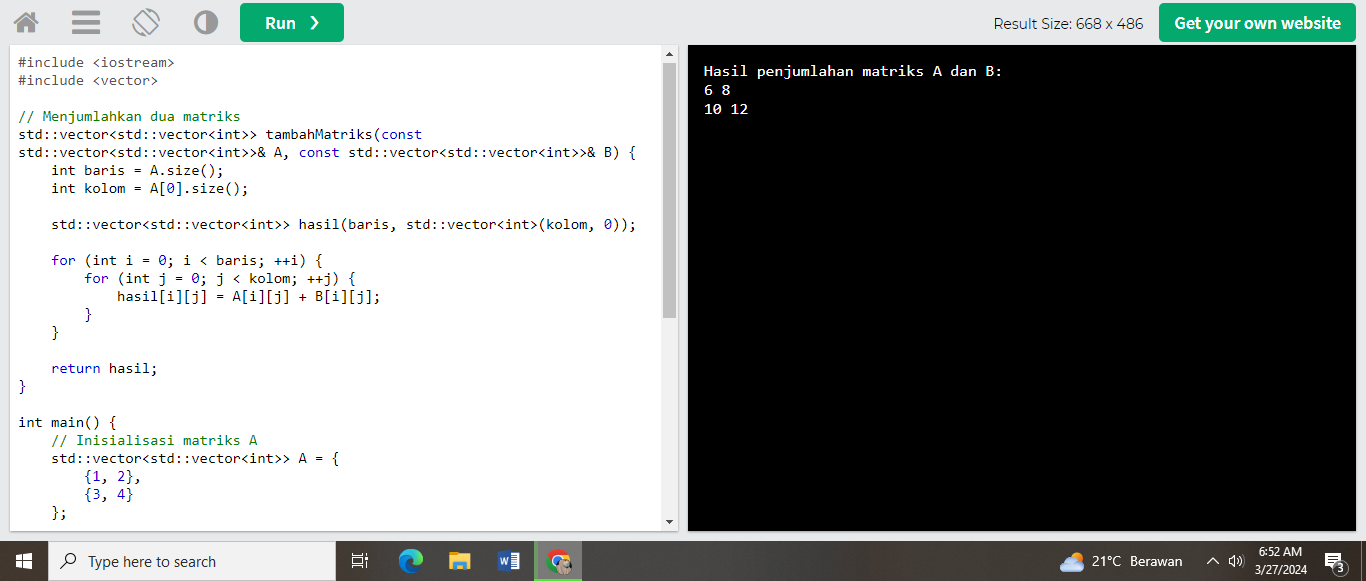 Run ❯
Result Size: 668 x 486
Get your own website
#include <iostream>
#include <vector>
// Menjumlahkan dua matriks
std::vector<std::vector<int>> tambahMatriks(const
std::vector<std::vector<int>>& A, const std::vector<std::vector<int>>& B) {
    int baris = A.size();
    int kolom = A[0].size();
    std::vector<std::vector<int>> hasil(baris, std::vector<int>(kolom, 0));
    for (int i = 0; i < baris; ++i) {
        for (int j = 0; j < kolom; ++j) {
            hasil[i][j] = A[i][j] + B[i][j];
        }
    }
    return hasil;
}
int main() {
    // Inisialisasi matriks A
    std::vector<std::vector<int>> A = {
        {1, 2},
        {3, 4}
    };
Hasil penjumlahan matriks A dan B:
6 8
10 12
Type here to search
21°C Berawan
6:52 AM
3/27/2024
3